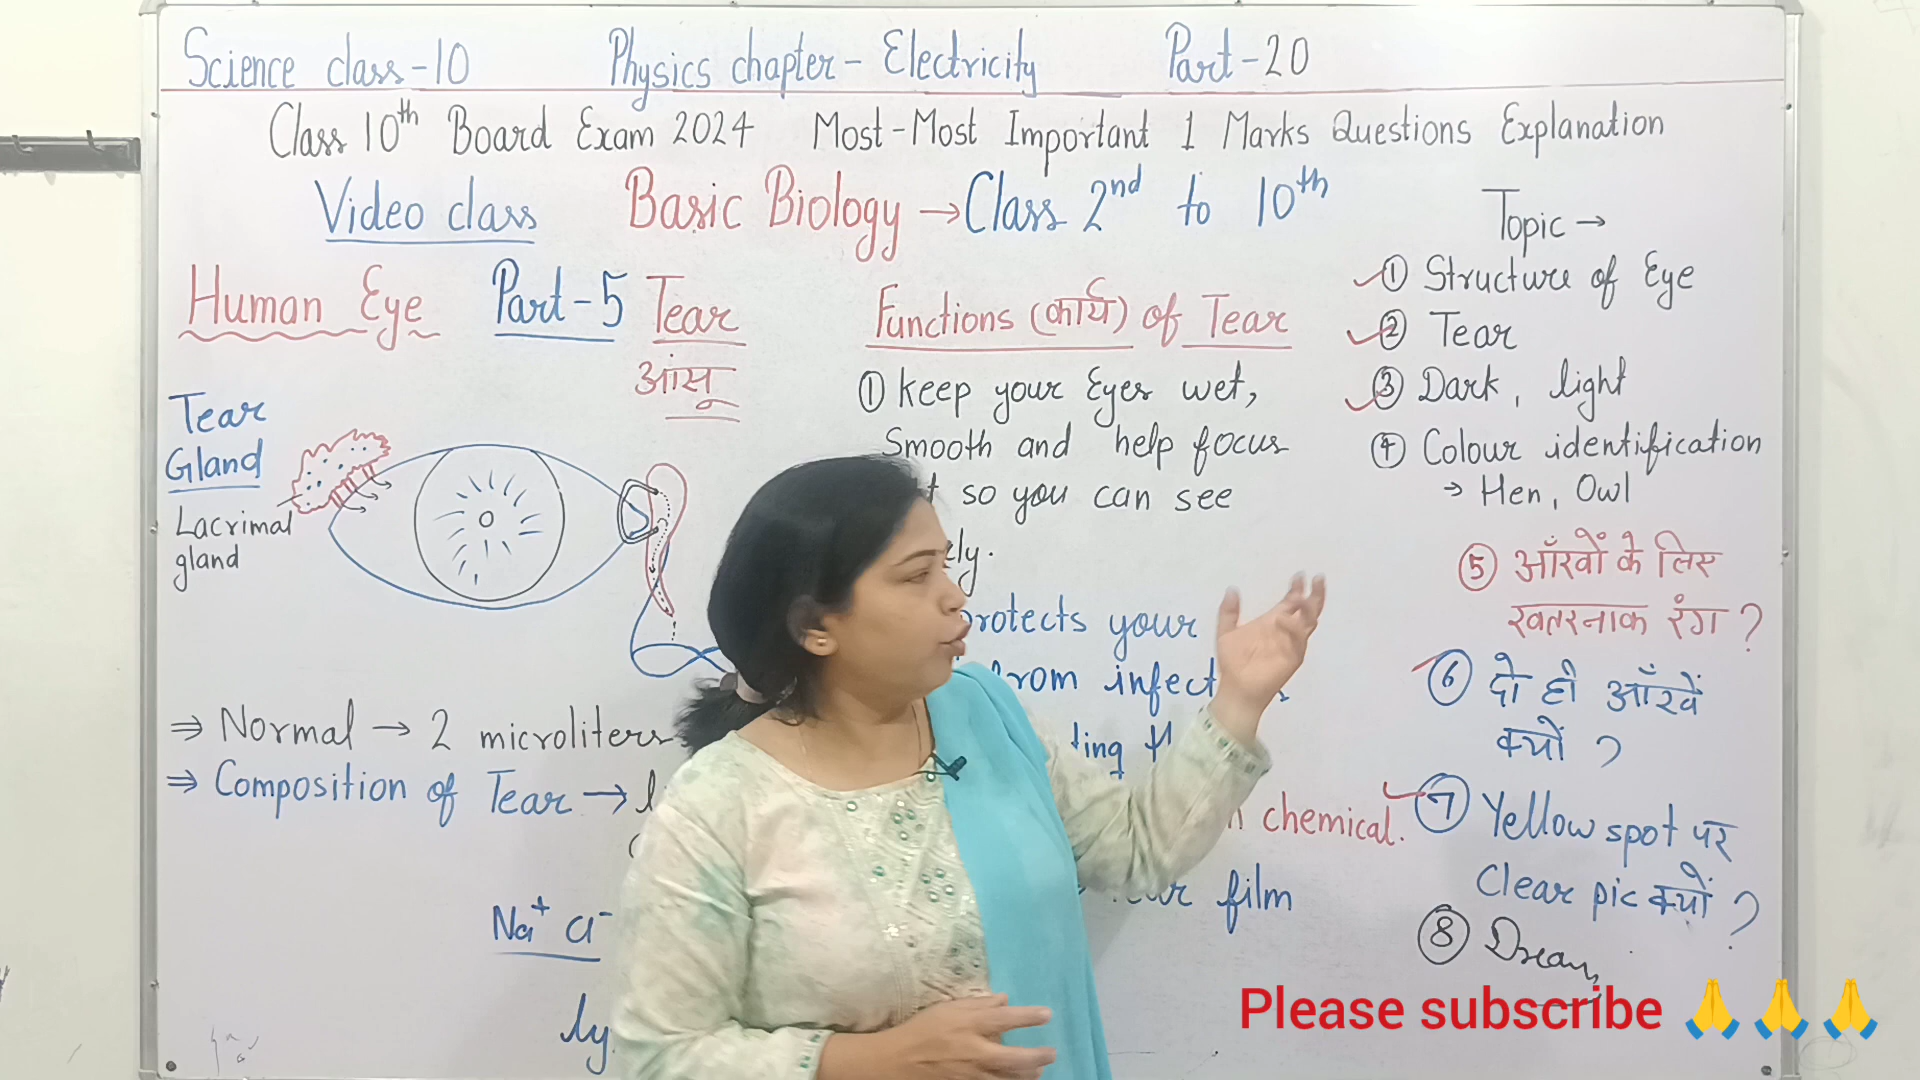 Science class-10 Physics chapter- Electricity Part-20
Class 10th Board Exam 2024 Most-Most Important 1 Marks Questions Explanation
Video class Basic Biology → Class 2nd to 10th
Human Eye Part-5 Tear
आंसू
Tear
Gland
Lacrimal
gland
⇒ Normal → 2 microliters
⇒ Composition of Tear →
Na+ Cl-
ly
Functions (कार्य) of Tear
① keep your Eyes wet,
Smooth and help focus
so you can see
protects your
from infect
chemical.
film
Topic →
① Structure of Eye
② Tear
③ Dark, light
④ Colour identification
→ Hen, Owl
⑤ आँखों के लिए
खतरनाक रंग ?
⑥ दो ही आँखें
क्यों ?
⑦ Yellow spot पर
Clear pic क्यों ?
⑧ Dream
Please subscribe 🙏🙏🙏